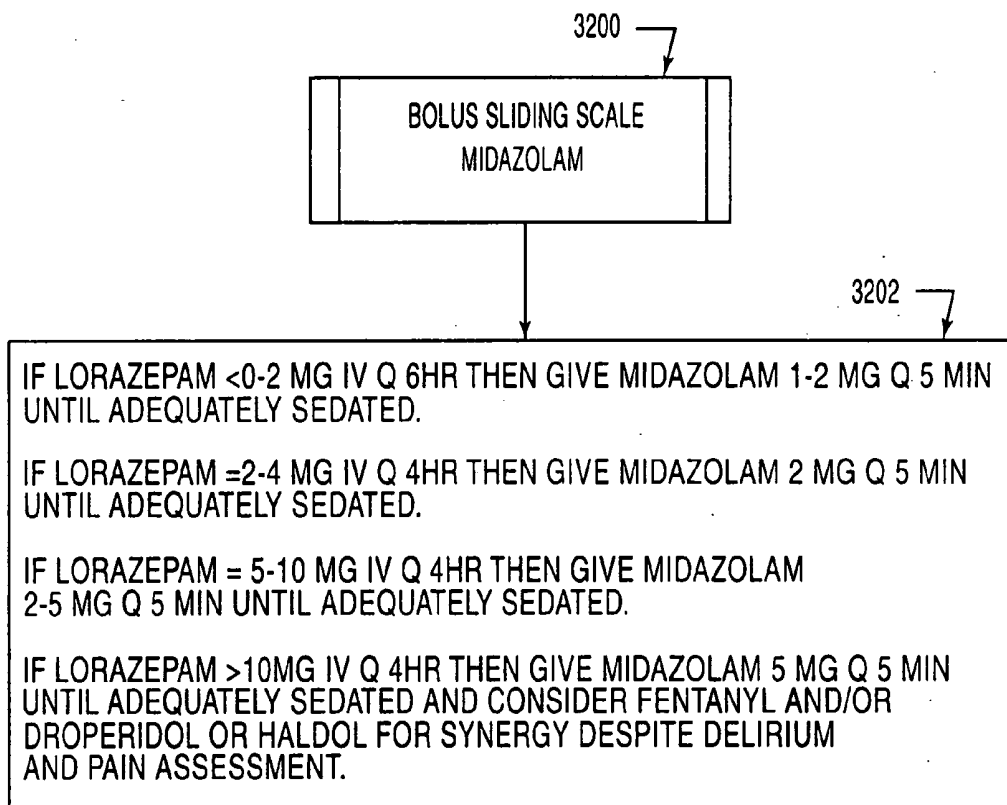 3200
BOLUS SLIDING SCALE
MIDAZOLAM
3202
IF LORAZEPAM <0-2 MG IV Q 6HR THEN GIVE MIDAZOLAM 1-2 MG Q 5 MIN
UNTIL ADEQUATELY SEDATED.
IF LORAZEPAM =2-4 MG IV Q 4HR THEN GIVE MIDAZOLAM 2 MG Q 5 MIN
UNTIL ADEQUATELY SEDATED.
IF LORAZEPAM = 5-10 MG IV Q 4HR THEN GIVE MIDAZOLAM
2-5 MG Q 5 MIN UNTIL ADEQUATELY SEDATED.
IF LORAZEPAM >10MG IV Q 4HR THEN GIVE MIDAZOLAM 5 MG Q 5 MIN
UNTIL ADEQUATELY SEDATED AND CONSIDER FENTANYL AND/OR
DROPERIDOL OR HALDOL FOR SYNERGY DESPITE DELIRIUM
AND PAIN ASSESSMENT.